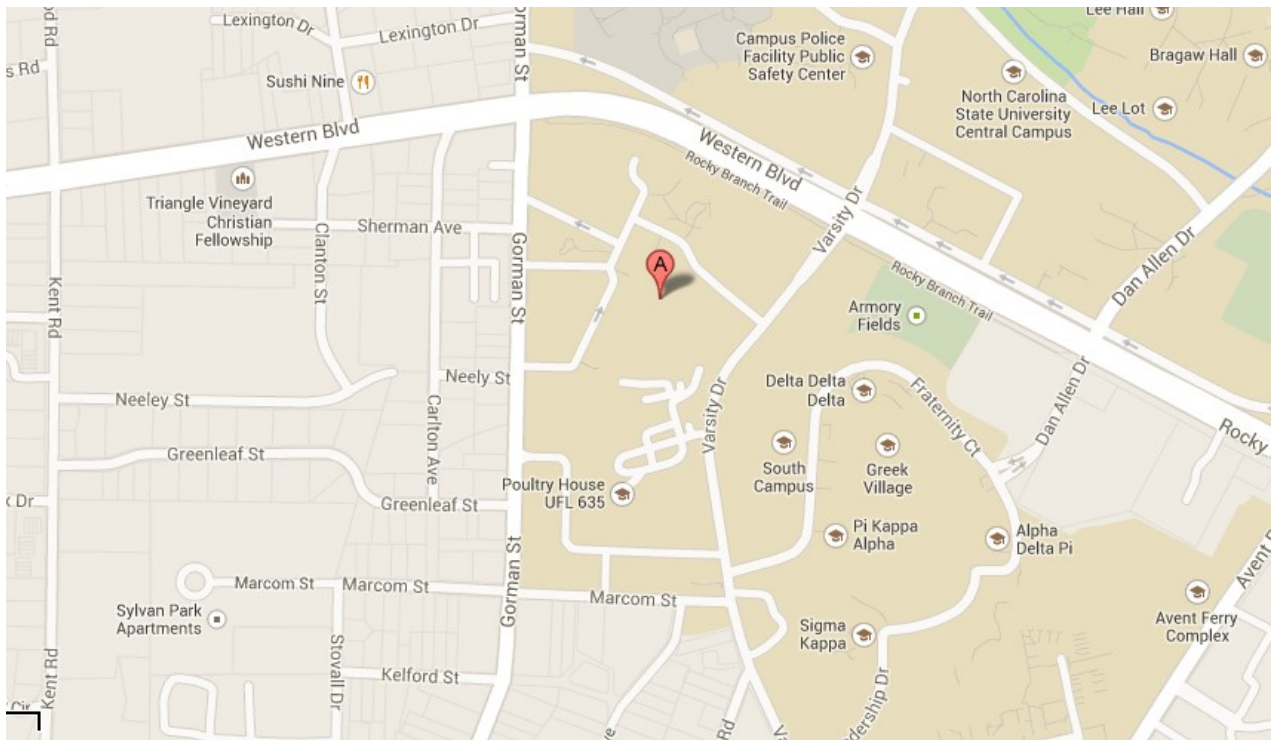 Lexington Dr
Lexington Dr
Gorman St
Lee Hall
Campus Police
Facility Public
Safety Center
Bragaw Hall
Sushi Nine
North Carolina
State University
Central Campus
Lee Lot
Western Blvd
Western Blvd
Rocky Branch Trail
Triangle Vineyard
Christian
Fellowship
Sherman Ave
Varsity Dr
Clanton St
Gorman St
A
Dan Allen Dr
Kent Rd
Rocky Branch Trail
Armory
Fields
Neely St
Delta Delta
Delta
Neeley St
Carlton Ave
Varsity Dr
Fraternity Ct
Dan Allen Dr
Rocky
Greenleaf St
South
Campus
Greek
Village
Poultry House
UFL 635
Greenleaf St
Dr
Pi Kappa
Alpha
Alpha
Delta Pi
Gorman St
Marcom St
Marcom St
Marcom St
Avent
Sylvan Park
Apartments
Sigma
Kappa
Avent Ferry
Complex
Stovall Dr
Kelford St
Kent Rd
Rd